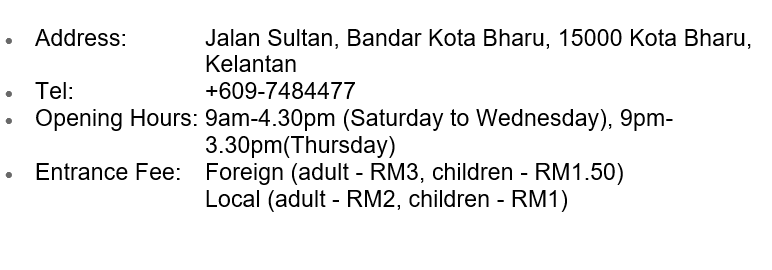 Address: Jalan Sultan, Bandar Kota Bharu, 15000 Kota Bharu,
Kelantan
Tel: +609-7484477
Opening Hours: 9am-4.30pm (Saturday to Wednesday), 9pm-
3.30pm(Thursday)
Entrance Fee: Foreign (adult - RM3, children - RM1.50)
Local (adult - RM2, children - RM1)